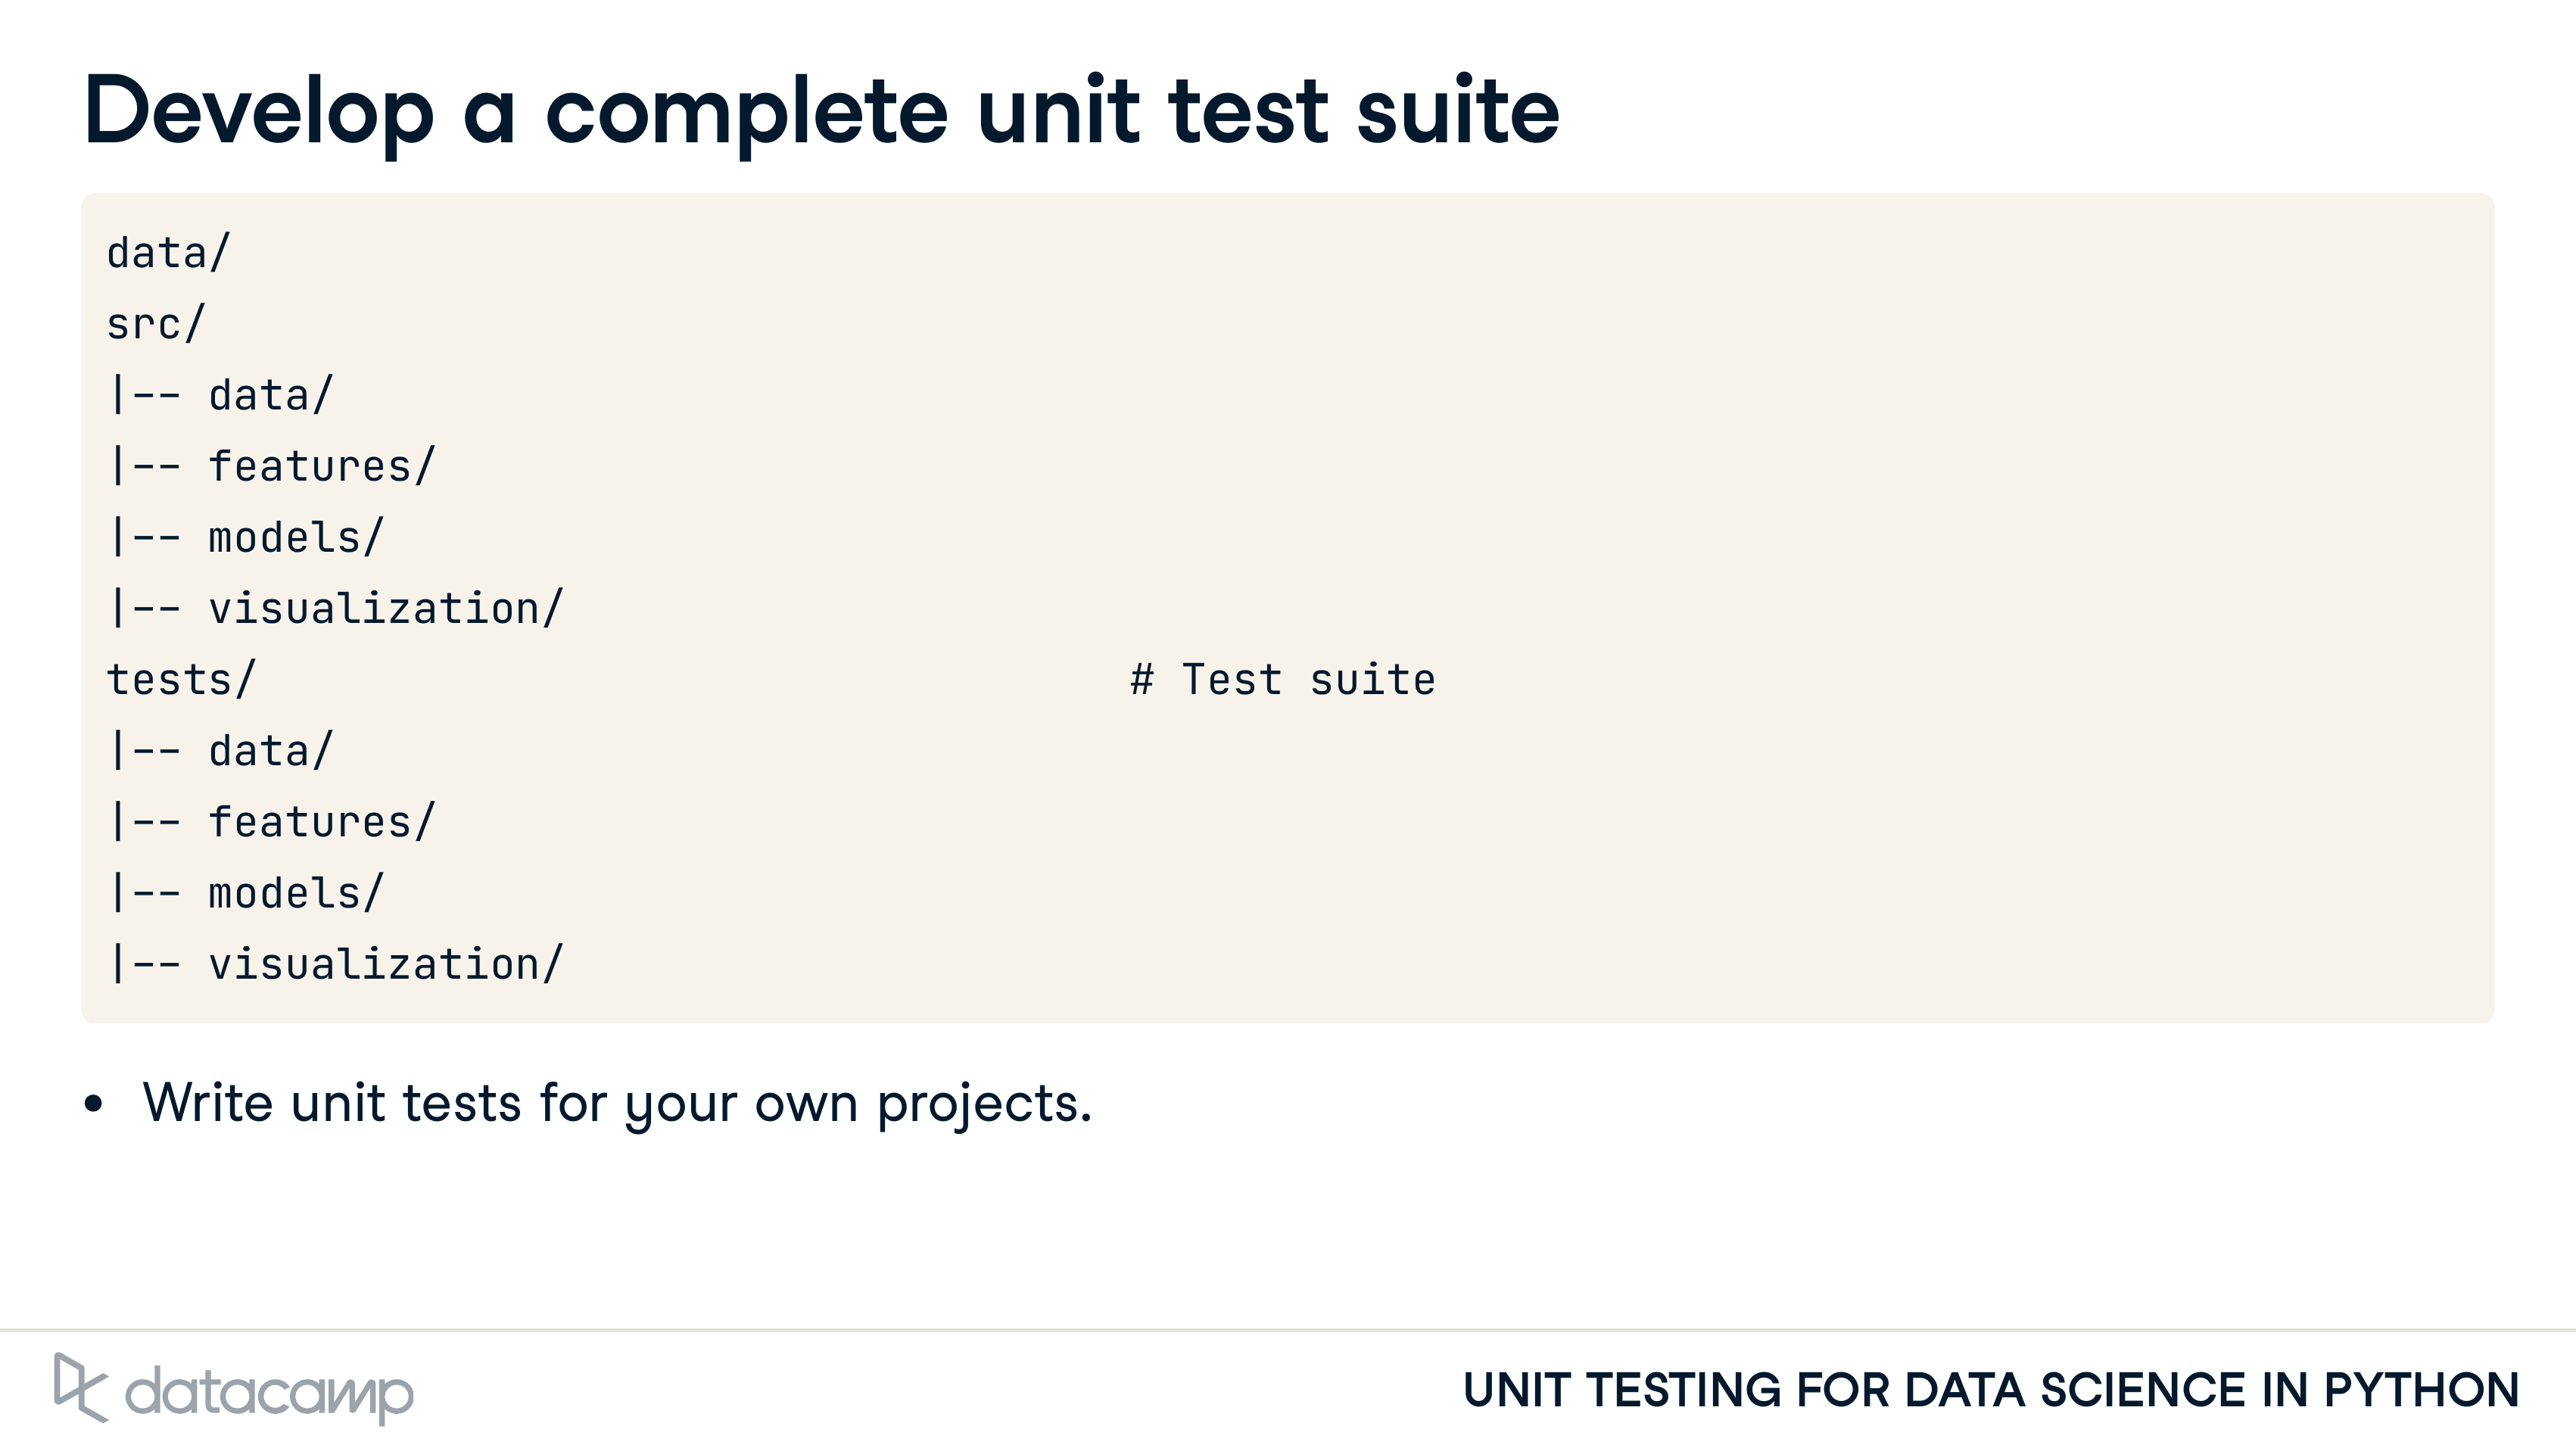 Develop a complete unit test suite
data/
src/
|-- data/
|-- features/
|-- models/
|-- visualization/
tests/                                  # Test suite
|-- data/
|-- features/
|-- models/
|-- visualization/
• Write unit tests for your own projects.
datacamp
UNIT TESTING FOR DATA SCIENCE IN PYTHON